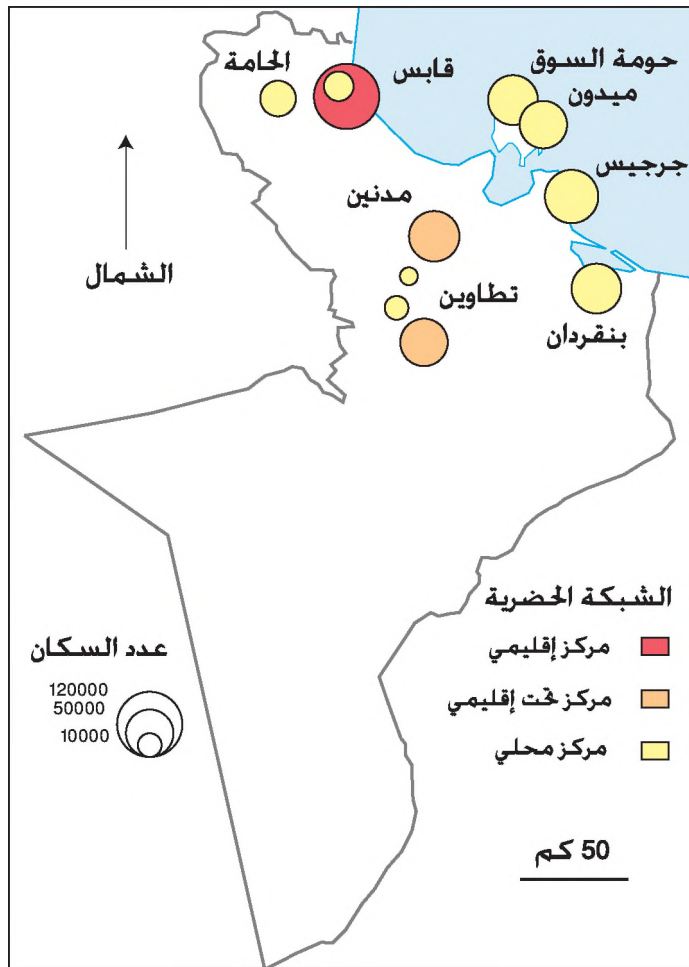 حومة السوق
ميدون
قابس
الحامة
جرجيس
مدنين
الشمال
تطاوين
بنقردان
الشبكة الحضرية
مركز إقليمي
مركز تحت إقليمي
مركز محلي
عدد السكان
120000
50000
10000
50 كم